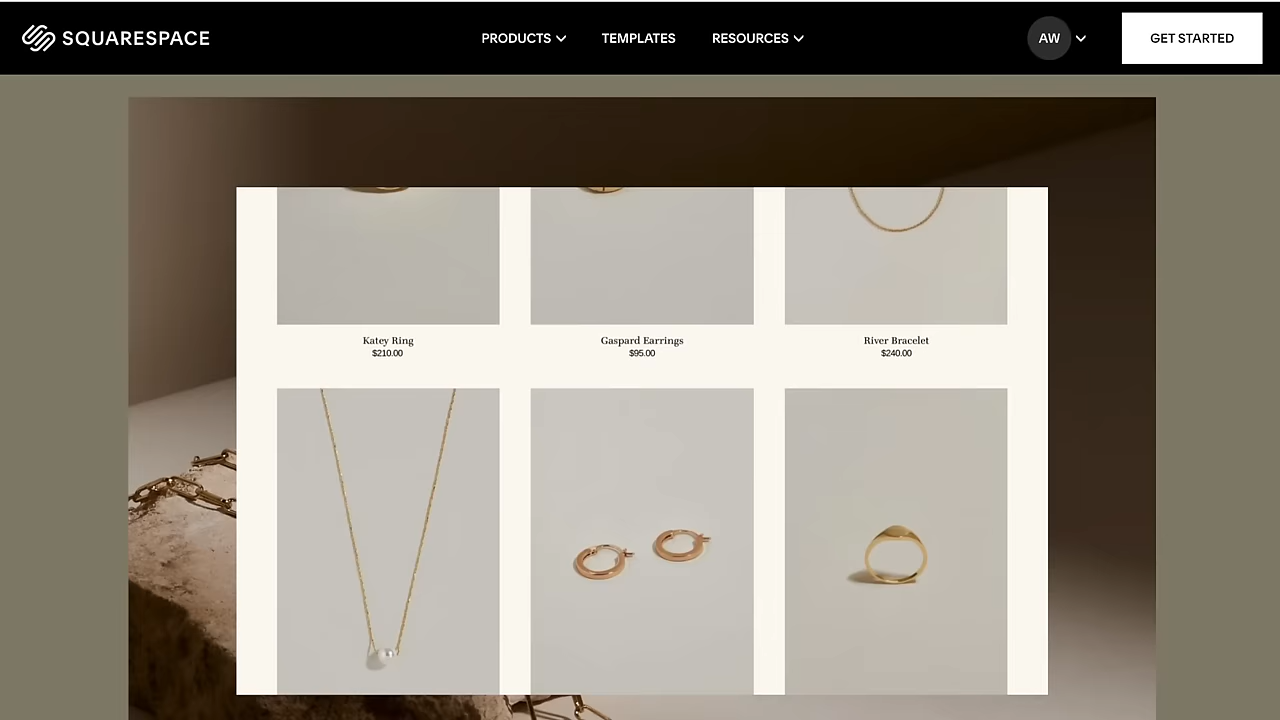 SQUARESPACE
PRODUCTS
TEMPLATES
RESOURCES
AW
GET STARTED
Katey Ring
$210.00
Gaspard Earrings
$95.00
River Bracelet
$240.00